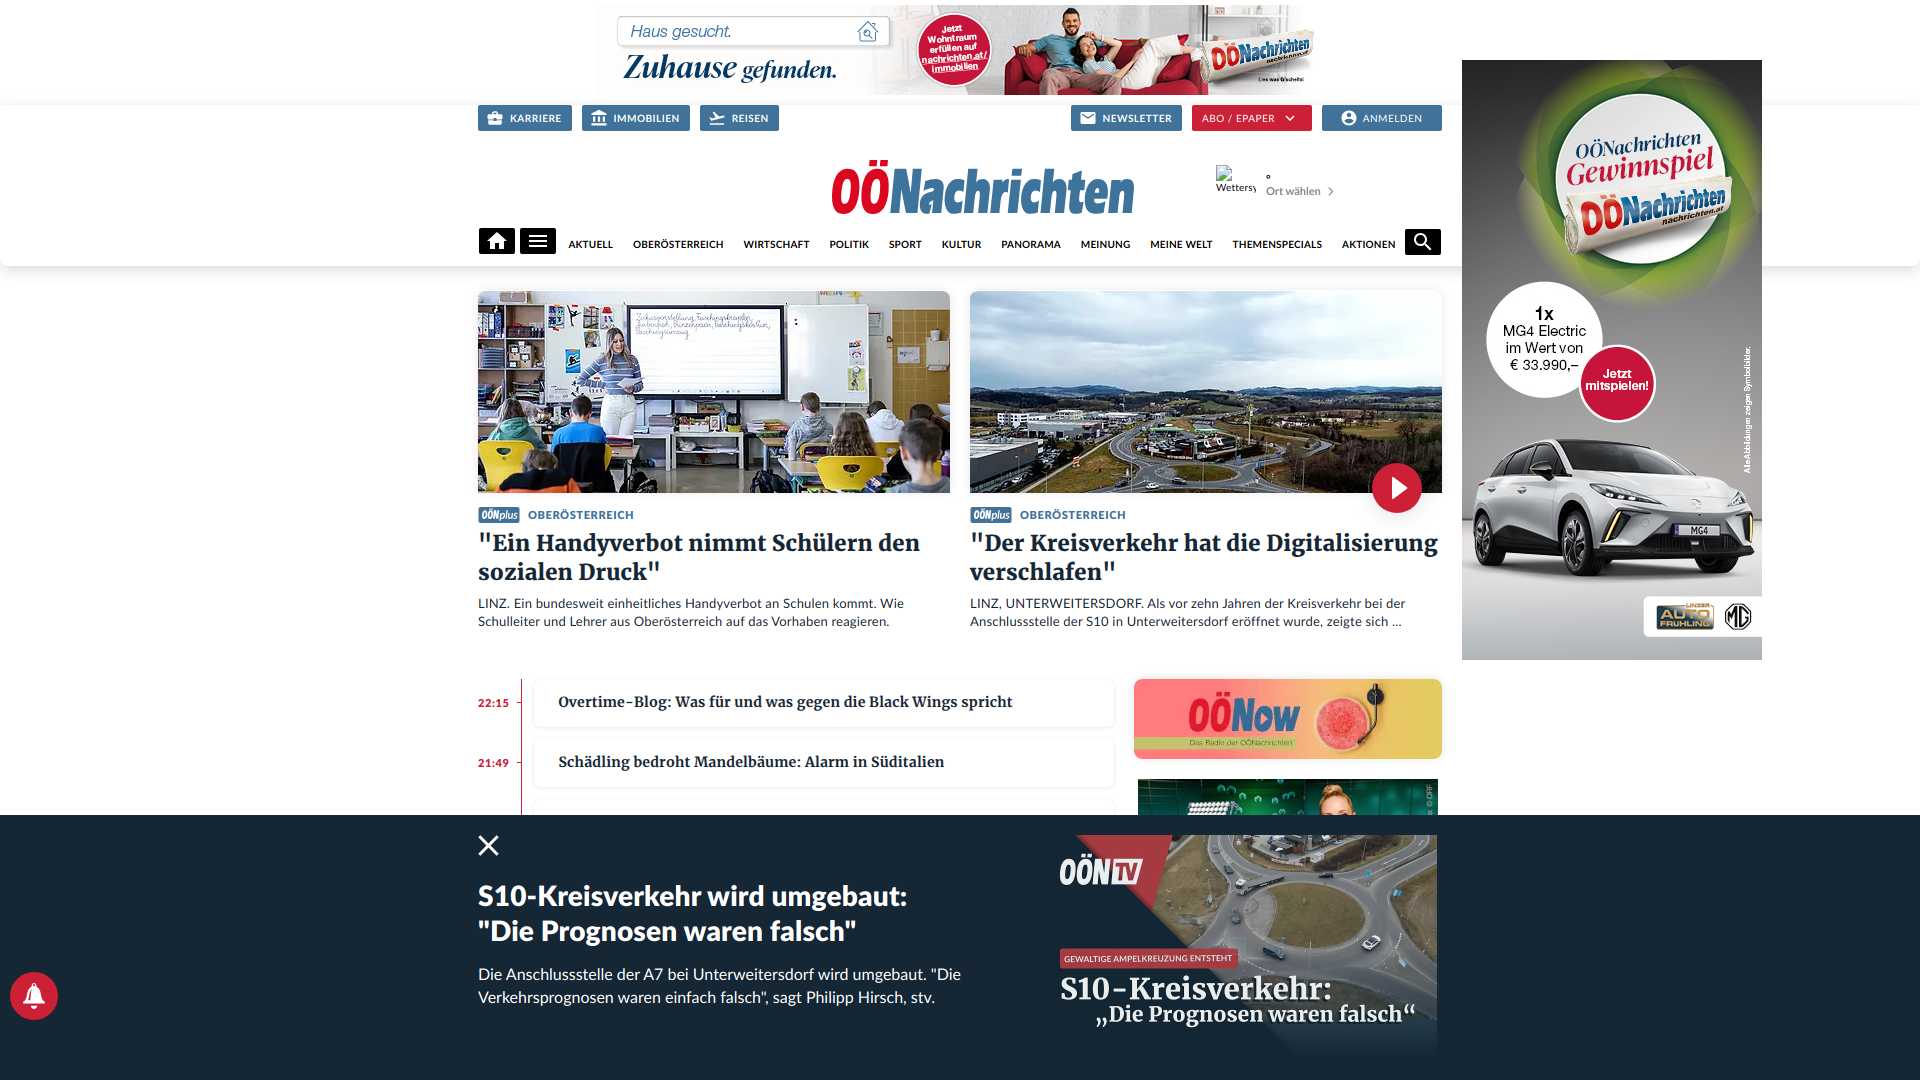 Haus gesucht.
Zuhause gefunden.
Jetzt
Wohntraum
erfüllen auf
nachrichten.at/
immobilien
OÖNachrichten
nachrichten.at
Lies was G'scheits!
KARRIERE
IMMOBILIEN
REISEN
NEWSLETTER
ABO / EPAPER
ANMELDEN
OÖNachrichten
Wettersy
°
Ort wählen
AKTUELL
OBERÖSTERREICH
WIRTSCHAFT
POLITIK
SPORT
KULTUR
PANORAMA
MEINUNG
MEINE WELT
THEMENSPECIALS
AKTIONEN
OÖNachrichten
Gewinnspiel
OÖNachrichten
nachrichten.at
1x
MG4 Electric
im Wert von
€ 33.990,–
Jetzt
mitspielen!
Alle Abbildungen zeigen Symbolbilder.
MG4
LINZER
AUTO
FRÜHLING
MG
OÖNplus OBERÖSTERREICH
"Ein Handyverbot nimmt Schülern den
sozialen Druck"
LINZ. Ein bundesweit einheitliches Handyverbot an Schulen kommt. Wie
Schulleiter und Lehrer aus Oberösterreich auf das Vorhaben reagieren.
OÖNplus OBERÖSTERREICH
"Der Kreisverkehr hat die Digitalisierung
verschlafen"
LINZ, UNTERWEITERSDORF. Als vor zehn Jahren der Kreisverkehr bei der
Anschlussstelle der S10 in Unterweitersdorf eröffnet wurde, zeigte sich ...
22:15
Overtime-Blog: Was für und was gegen die Black Wings spricht
21:49
Schädling bedroht Mandelbäume: Alarm in Süditalien
OÖNow
Das Radio der OÖNachrichten
© ORF
S10-Kreisverkehr wird umgebaut:
"Die Prognosen waren falsch"
Die Anschlussstelle der A7 bei Unterweitersdorf wird umgebaut. "Die
Verkehrsprognosen waren einfach falsch", sagt Philipp Hirsch, stv.
OÖNTV
GEWALTIGE AMPELKREUZUNG ENTSTEHT
S10-Kreisverkehr:
„Die Prognosen waren falsch“